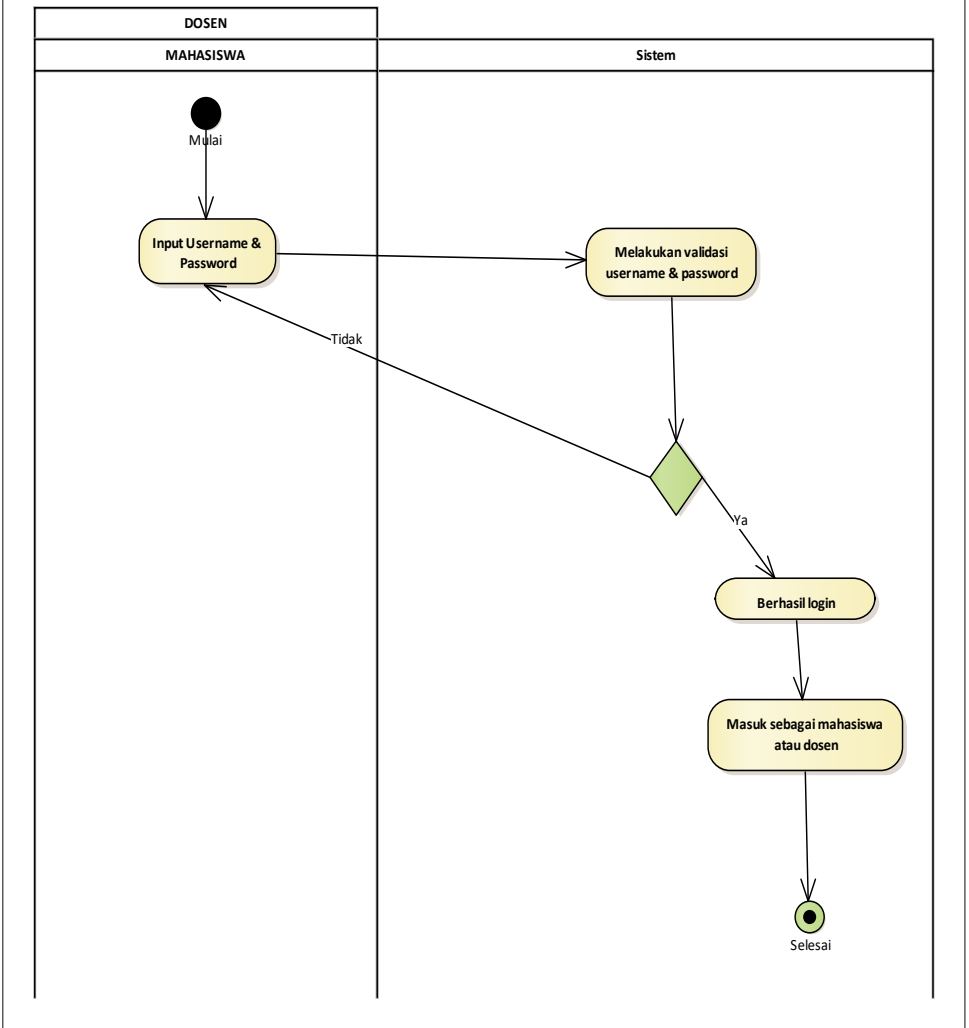 DOSEN
MAHASISWA
Sistem
Mulai
Input Username &
Password
Melakukan validasi
username & password
Tidak
Ya
Berhasil login
Masuk sebagai mahasiswa
atau dosen
Selesai